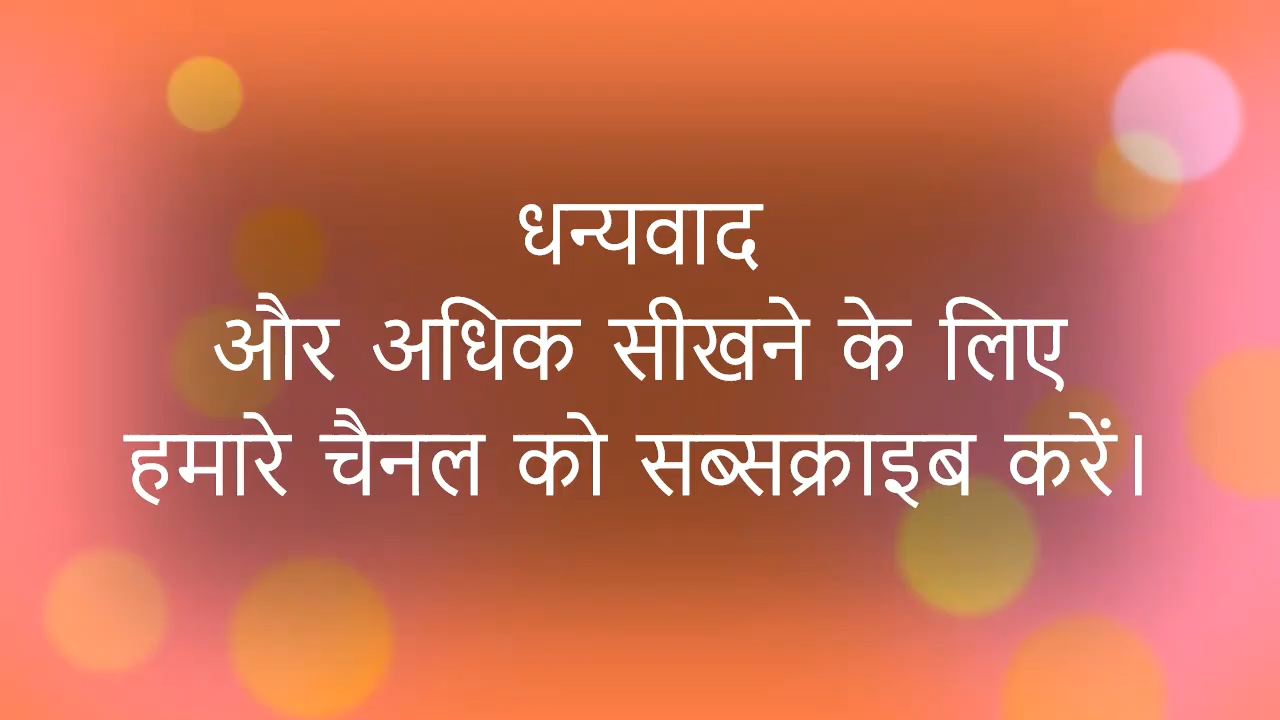 धन्यवाद
और अधिक सीखने के लिए
हमारे चैनल को सब्सक्राइब करें।